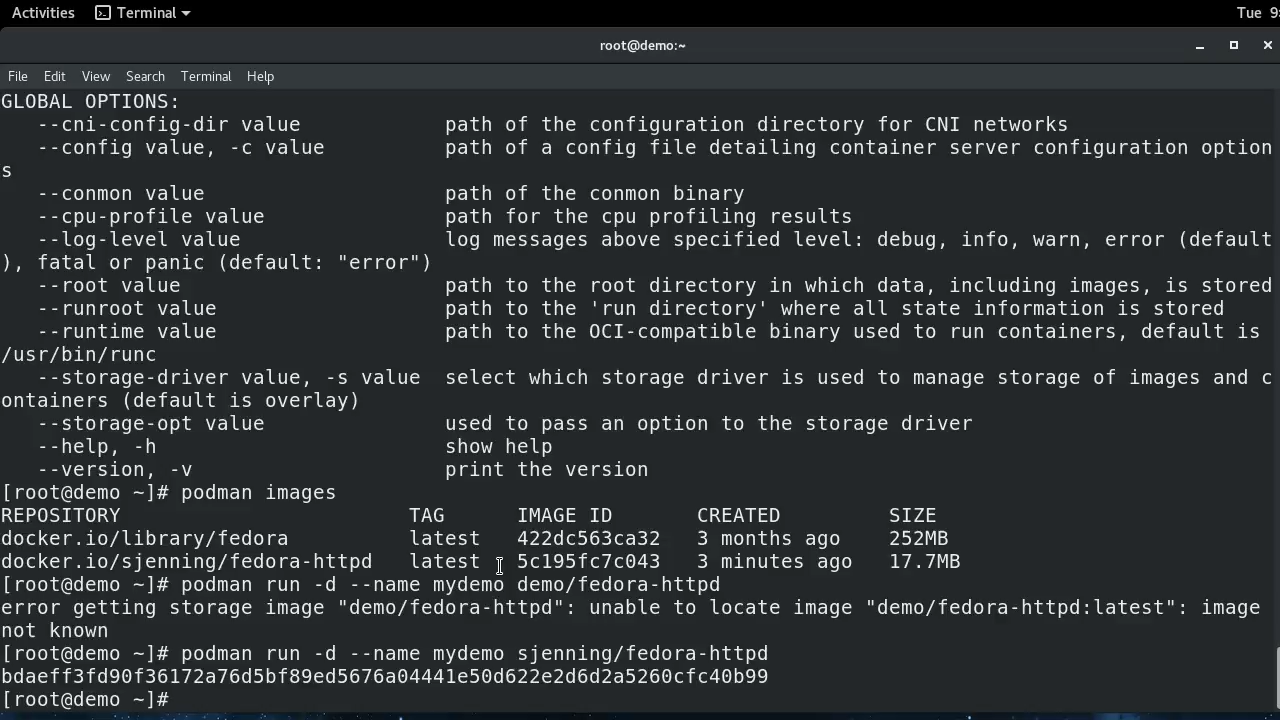 Activities Terminal Tue 9:
root@demo:~
File Edit View Search Terminal Help
GLOBAL OPTIONS:
   --cni-config-dir value            path of the configuration directory for CNI networks
   --config value, -c value          path of a config file detailing container server configuration option
s
   --conmon value                    path of the conmon binary
   --cpu-profile value               path for the cpu profiling results
   --log-level value                 log messages above specified level: debug, info, warn, error (default
), fatal or panic (default: "error")
   --root value                      path to the root directory in which data, including images, is stored
   --runroot value                   path to the 'run directory' where all state information is stored
   --runtime value                   path to the OCI-compatible binary used to run containers, default is
/usr/bin/runc
   --storage-driver value, -s value  select which storage driver is used to manage storage of images and c
ontainers (default is overlay)
   --storage-opt value               used to pass an option to the storage driver
   --help, -h                        show help
   --version, -v                     print the version
[root@demo ~]# podman images
REPOSITORY                        TAG      IMAGE ID       CREATED         SIZE
docker.io/library/fedora          latest   422dc563ca32   3 months ago    252MB
docker.io/sjenning/fedora-httpd   latest   5c195fc7c043   3 minutes ago   17.7MB
[root@demo ~]# podman run -d --name mydemo demo/fedora-httpd
error getting storage image "demo/fedora-httpd": unable to locate image "demo/fedora-httpd:latest": image
not known
[root@demo ~]# podman run -d --name mydemo sjenning/fedora-httpd
bdaeff3fd90f36172a76d5bf89ed5676a04441e50d622e2d6d2a5260cfc40b99
[root@demo ~]#